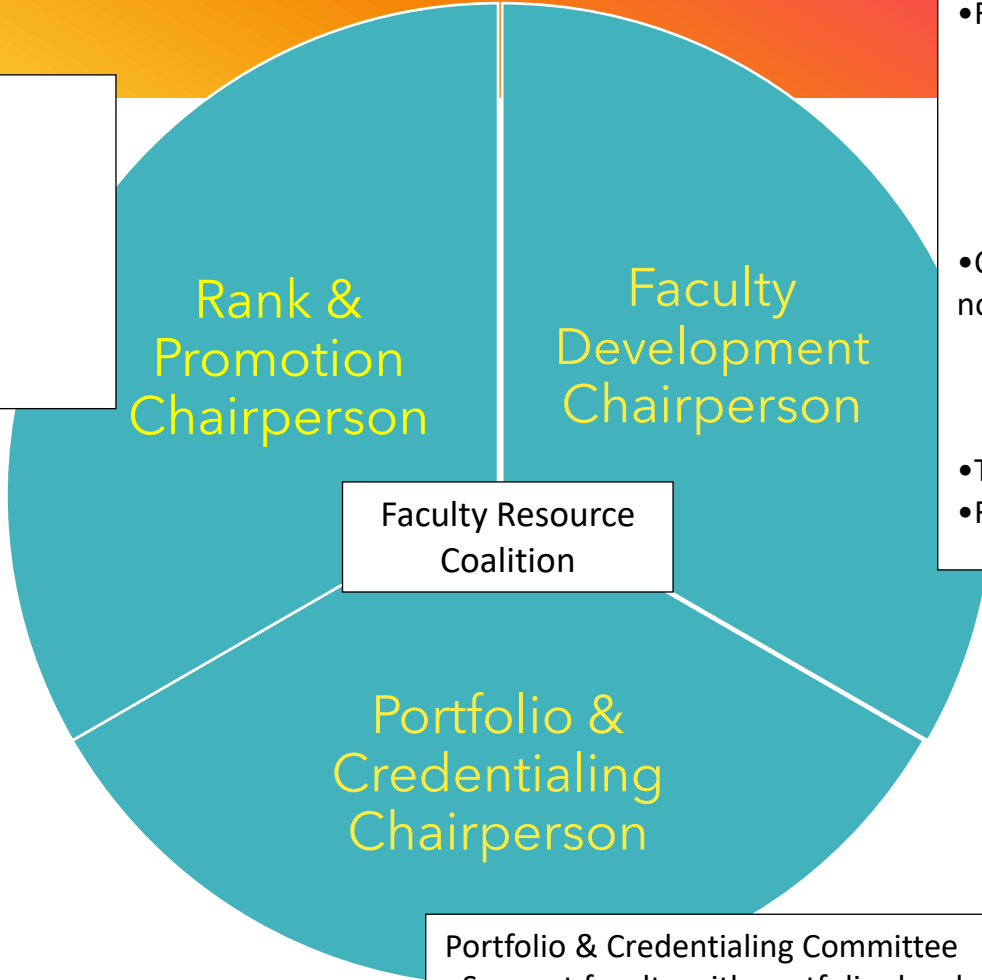 Rank &
Promotion
Chairperson
Faculty
Development
Chairperson
Faculty Resource
Coalition
Portfolio &
Credentialing
Chairperson
Portfolio & Credentialing Committee